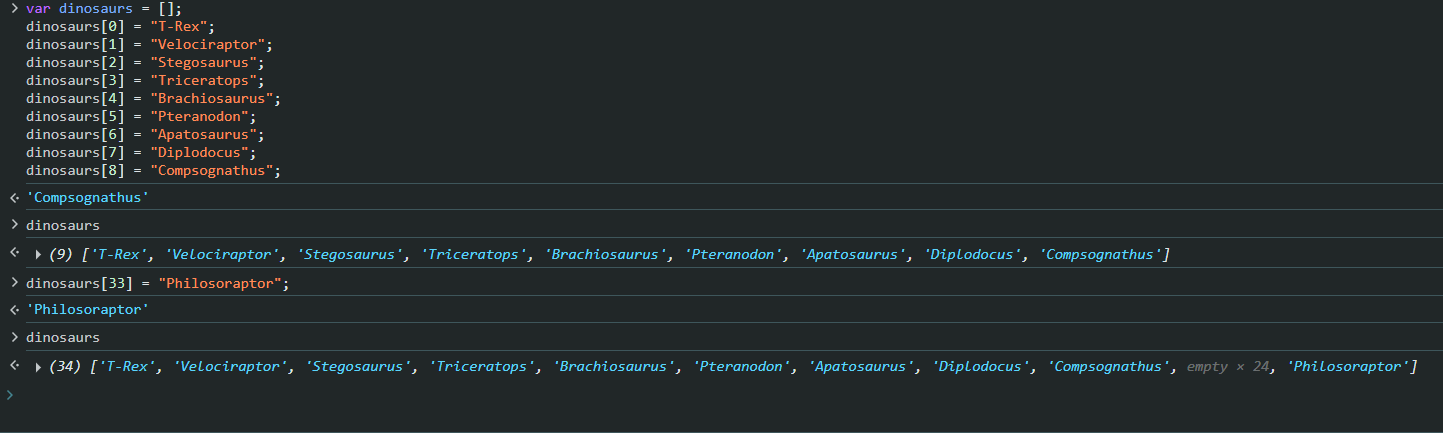 > var dinosaurs = [];
dinosaurs[0] = "T-Rex";
dinosaurs[1] = "Velociraptor";
dinosaurs[2] = "Stegosaurus";
dinosaurs[3] = "Triceratops";
dinosaurs[4] = "Brachiosaurus";
dinosaurs[5] = "Pteranodon";
dinosaurs[6] = "Apatosaurus";
dinosaurs[7] = "Diplodocus";
dinosaurs[8] = "Compsognathus";
'Compsognathus'
> dinosaurs
(9) ['T-Rex', 'Velociraptor', 'Stegosaurus', 'Triceratops', 'Brachiosaurus', 'Pteranodon', 'Apatosaurus', 'Diplodocus', 'Compsognathus']
> dinosaurs[33] = "Philosoraptor";
'Philosoraptor'
> dinosaurs
(34) ['T-Rex', 'Velociraptor', 'Stegosaurus', 'Triceratops', 'Brachiosaurus', 'Pteranodon', 'Apatosaurus', 'Diplodocus', 'Compsognathus', empty × 24, 'Philosoraptor']
>